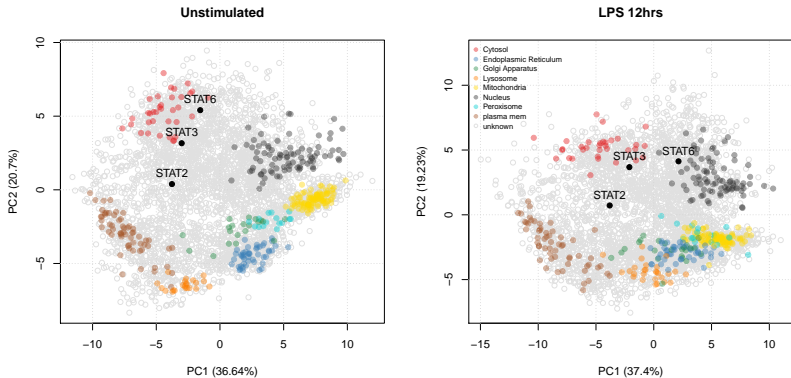 Unstimulated
LPS 12hrs
PC2 (20.7%)
10
5
0
−5
STAT6
STAT3
STAT2
−10
−5
0
5
10
PC1 (36.64%)
PC2 (19.23%)
10
5
0
−5
Cytosol
Endoplasmic Reticulum
Golgi Apparatus
Lysosome
Mitochondria
Nucleus
Peroxisome
plasma mem
unknown
STAT3
STAT6
STAT2
−15
−10
−5
0
5
10
PC1 (37.4%)